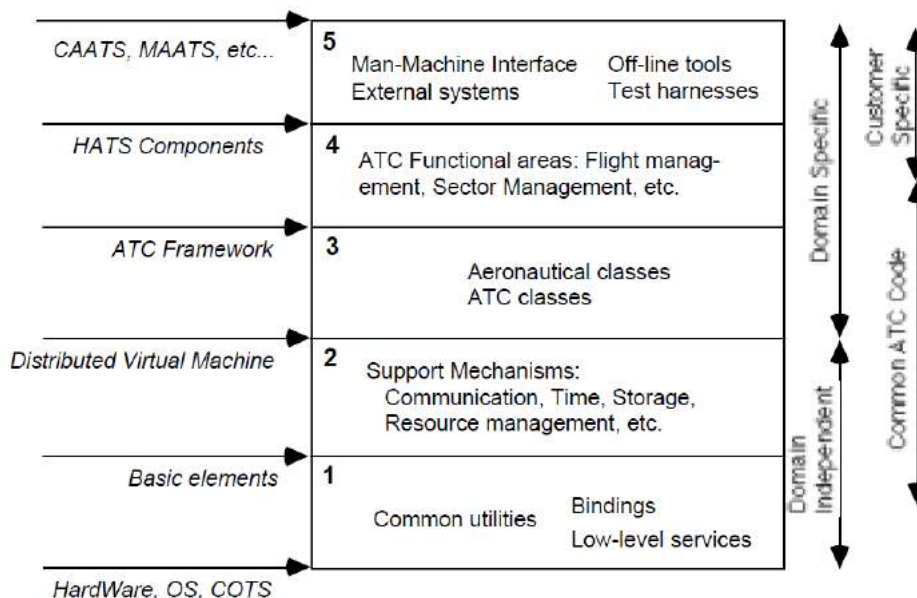 CAATS, MAATS, etc...
HATS Components
ATC Framework
Distributed Virtual Machine
Basic elements
HardWare, OS, COTS
5
Man-Machine Interface
Off-line tools
External systems
Test harnesses
4
ATC Functional areas: Flight manag-
ement, Sector Management, etc.
3
Aeronautical classes
ATC classes
2
Support Mechanisms:
Communication, Time, Storage,
Resource management, etc.
1
Common utilities
Bindings
Low-level services
Domain Specific
Domain
Independent
Customer
Specific
Common ATC Code